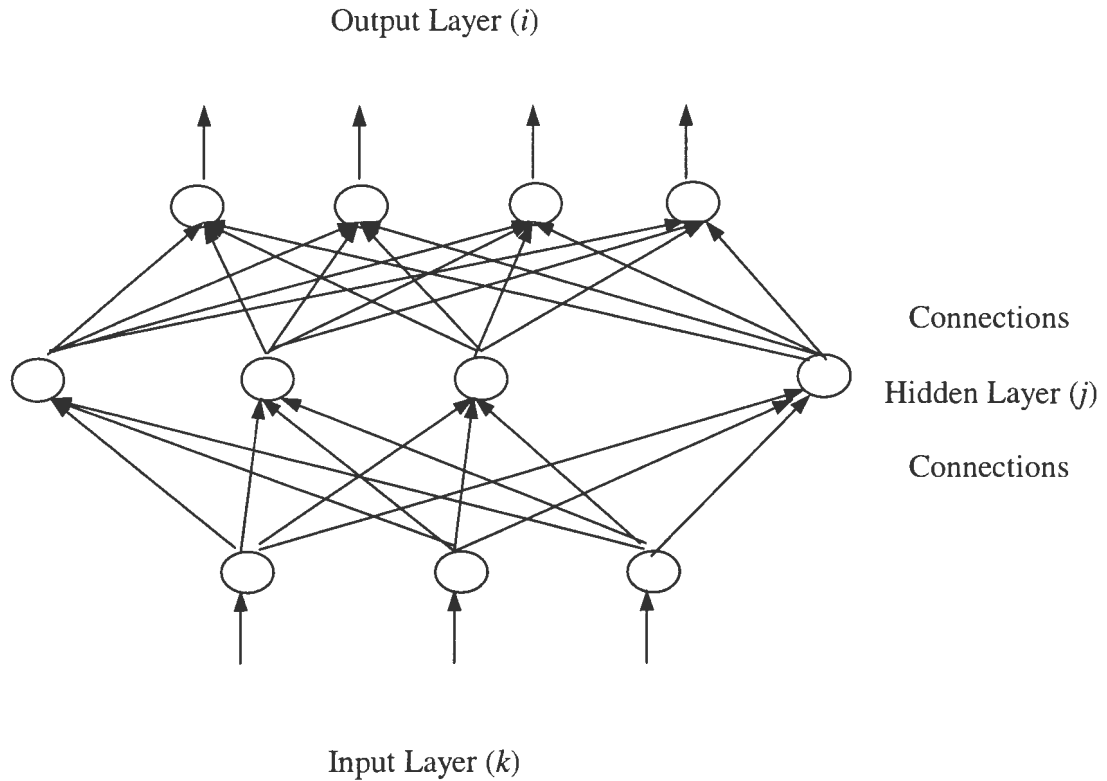 Output Layer (i)
Connections
Hidden Layer (j)
Connections
Input Layer (k)